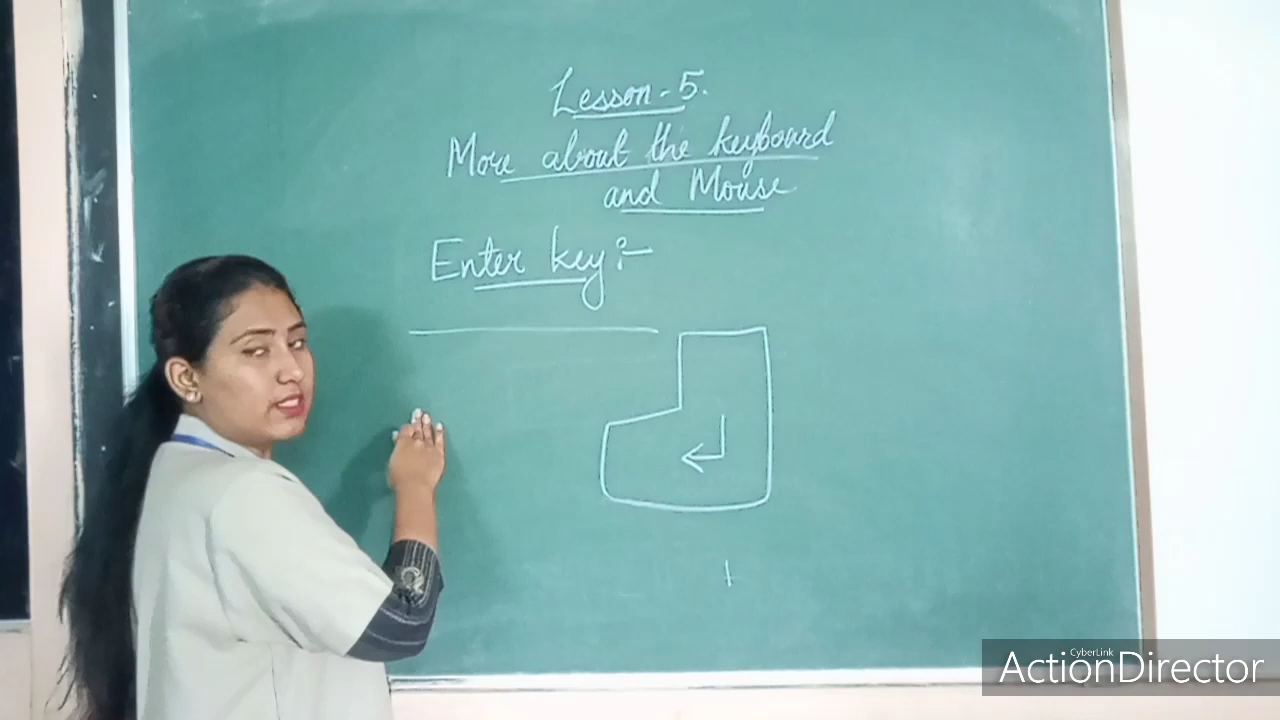 Lesson-5.
More about the keyboard
and Mouse
Enter key:-
CyberLink
ActionDirector